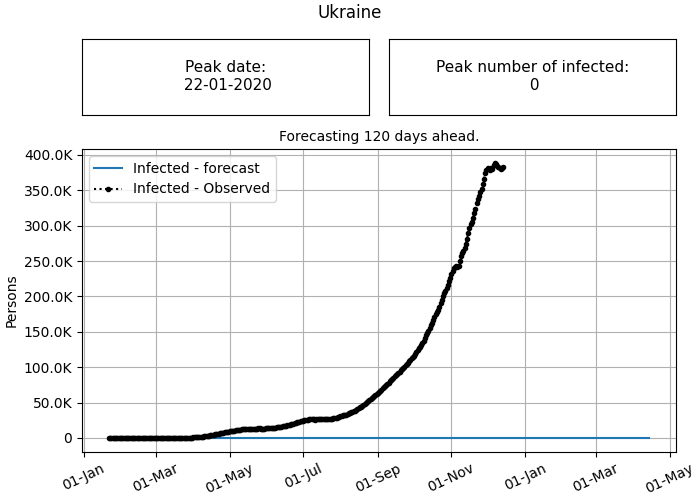 Ukraine
Peak date:
22-01-2020
Peak number of infected:
0
Forecasting 120 days ahead.
Infected - forecast
Infected - Observed
Persons
400.0K
350.0K
300.0K
250.0K
200.0K
150.0K
100.0K
50.0K
0
01-Jan
01-Mar
01-May
01-Jul
01-Sep
01-Nov
01-Jan
01-Mar
01-May